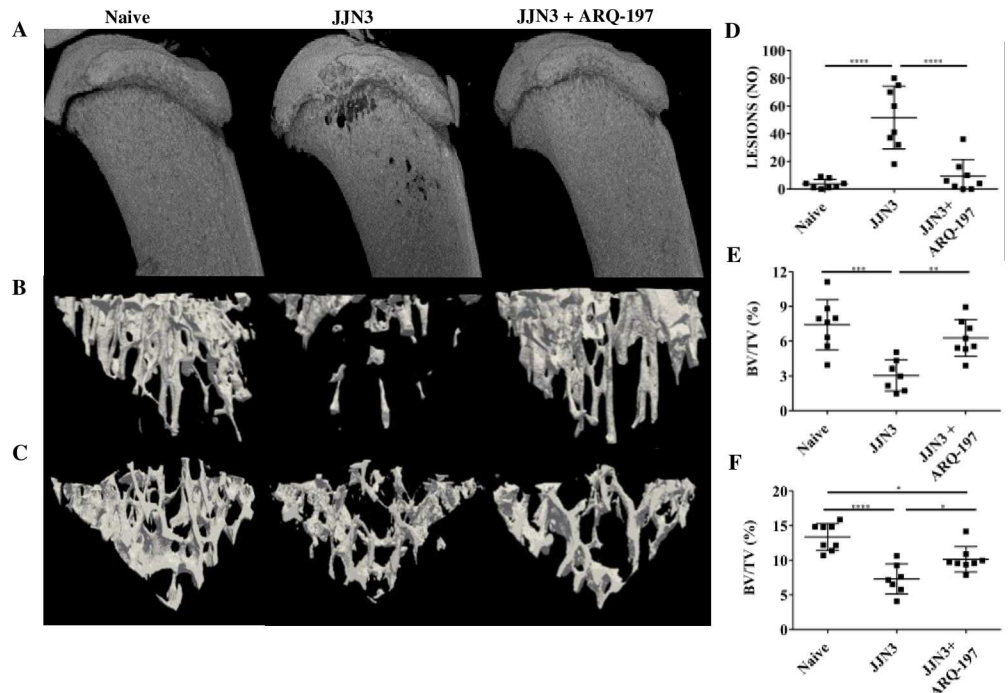 Naive JJN3 JJN3 + ARQ-197
A
B
C
D
LESIONS (NO)
100
80
60
40
20
0
**** ****
Naive
JJN3
JJN3+
ARQ-197
E
BV/TV (%)
12
9
6
3
0
*** **
Naive
JJN3
JJN3 +
ARQ-197
F
BV/TV (%)
20
15
10
5
0
*
**** *
Naive
JJN3
JJN3+
ARQ-197